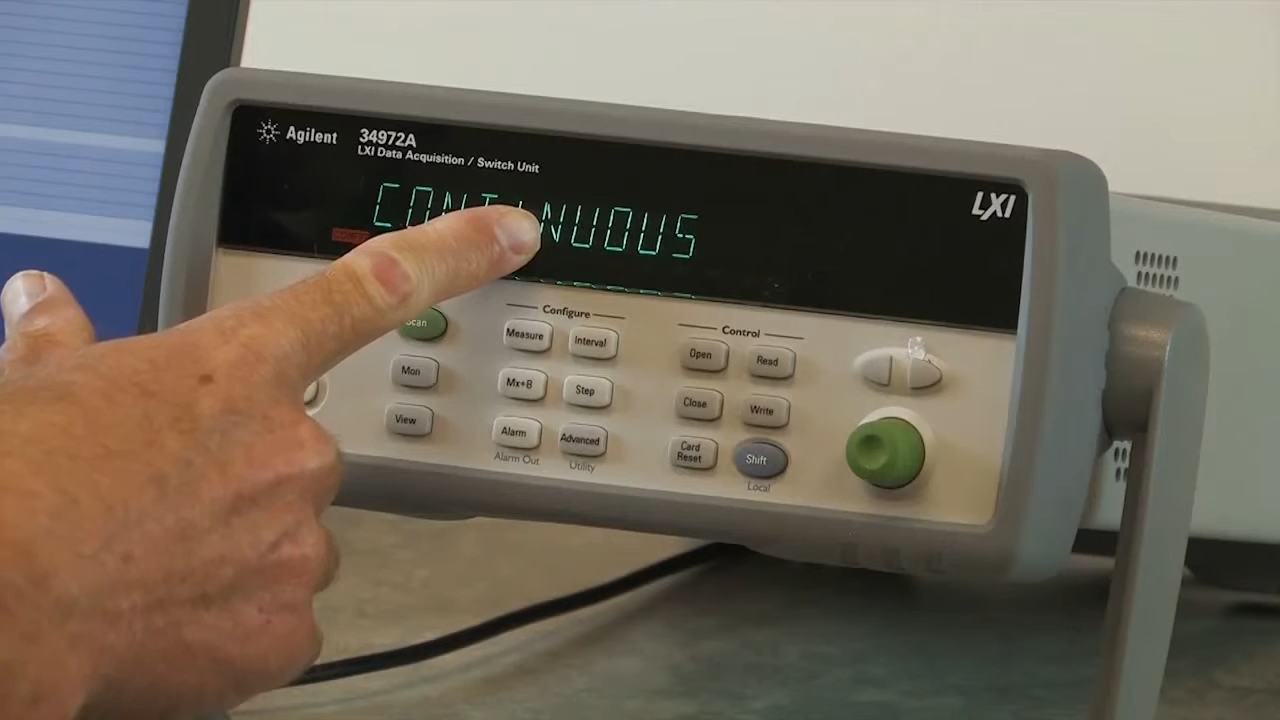 Agilent
34972A
LXI Data Acquisition / Switch Unit
LXI
CONTINUOUS
Scan
Configure
Measure
Interval
Control
Open
Read
Mon
Mx+B
Step
Close
Write
View
Alarm
Advanced
Card Reset
Shift
Alarm Out
Utility
Local